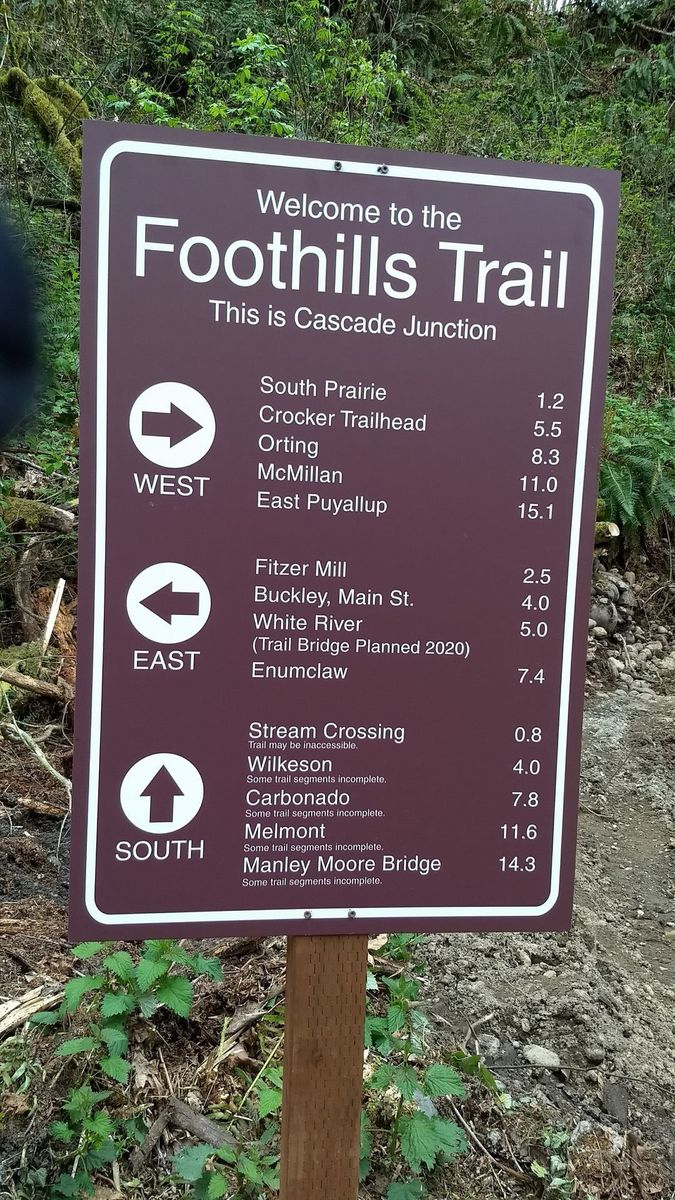 Welcome to the
Foothills Trail
This is Cascade Junction
WEST
South Prairie 1.2
Crocker Trailhead 5.5
Orting 8.3
McMillan 11.0
East Puyallup 15.1
EAST
Fitzer Mill 2.5
Buckley, Main St. 4.0
White River 5.0
(Trail Bridge Planned 2020)
Enumclaw 7.4
SOUTH
Stream Crossing 0.8
Trail may be inaccessible.
Wilkeson 4.0
Some trail segments incomplete.
Carbonado 7.8
Some trail segments incomplete.
Melmont 11.6
Some trail segments incomplete.
Manley Moore Bridge 14.3
Some trail segments incomplete.